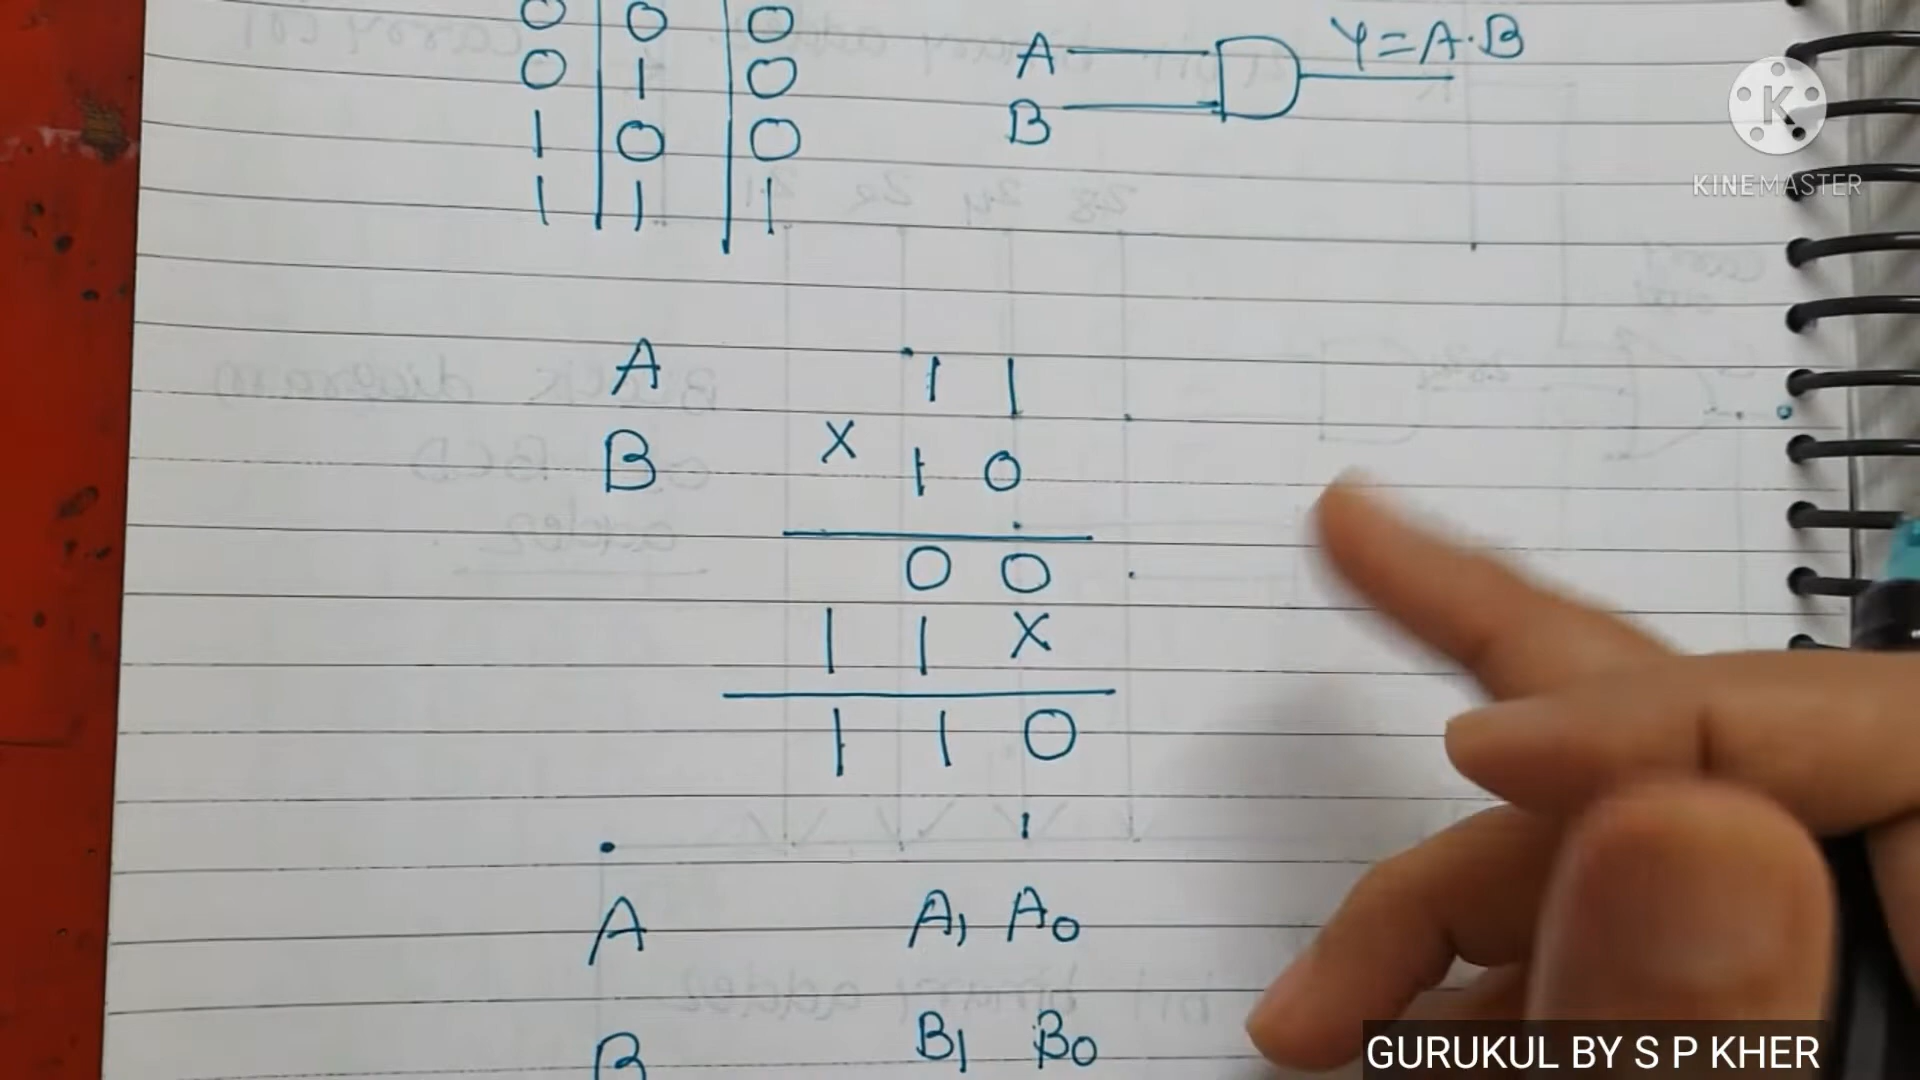 0 0 0
0 1 0
1 0 0
1 1 1
A
B
Y=A·B
KINEMASTER
A 1 1
B X 1 0
0 0
1 1 X
1 1 0
A A1 A0
B B1 B0
GURUKUL BY S P KHER